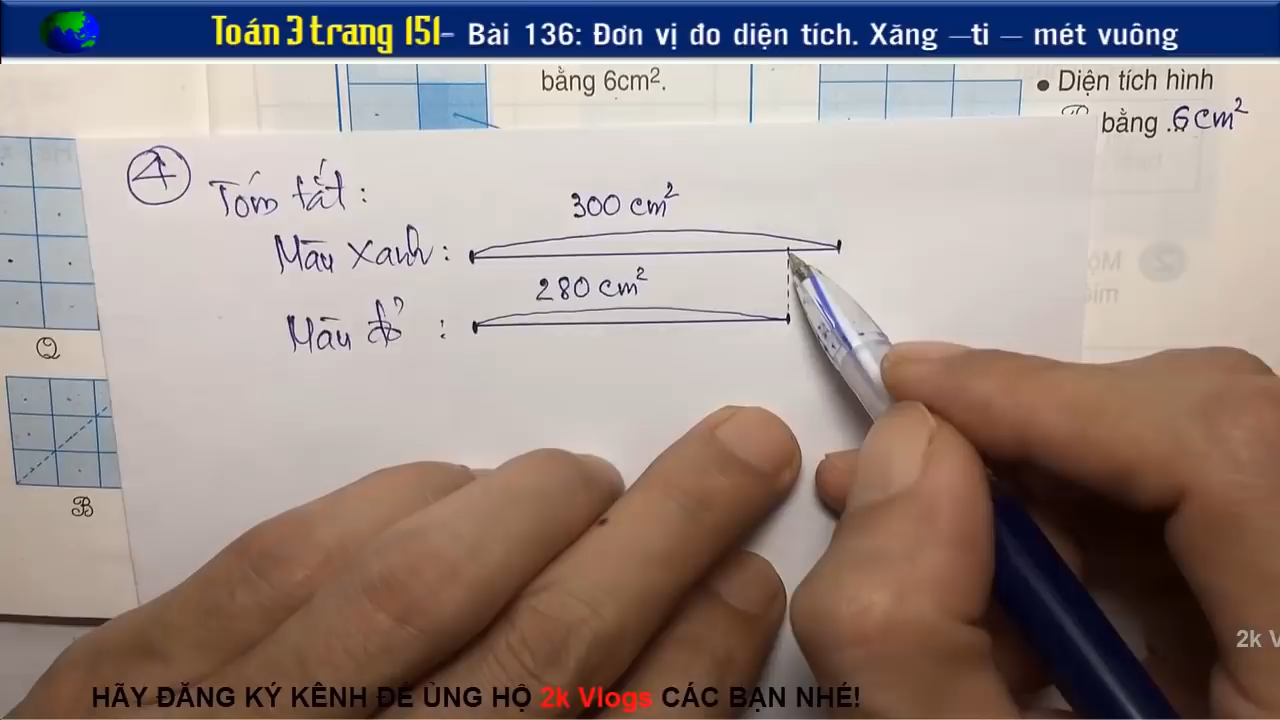 Toán 3 trang 151- Bài 136: Đơn vị đo diện tích. Xăng –ti – mét vuông
bằng 6cm².
• Diện tích hình
bằng ..6cm²
4
Tóm tắt:
300 cm²
Màu xanh:
280 cm²
Màu đỏ :
Q
B
2k V
HÃY ĐĂNG KÝ KÊNH ĐỂ ỦNG HỘ 2k Vlogs CÁC BẠN NHÉ!